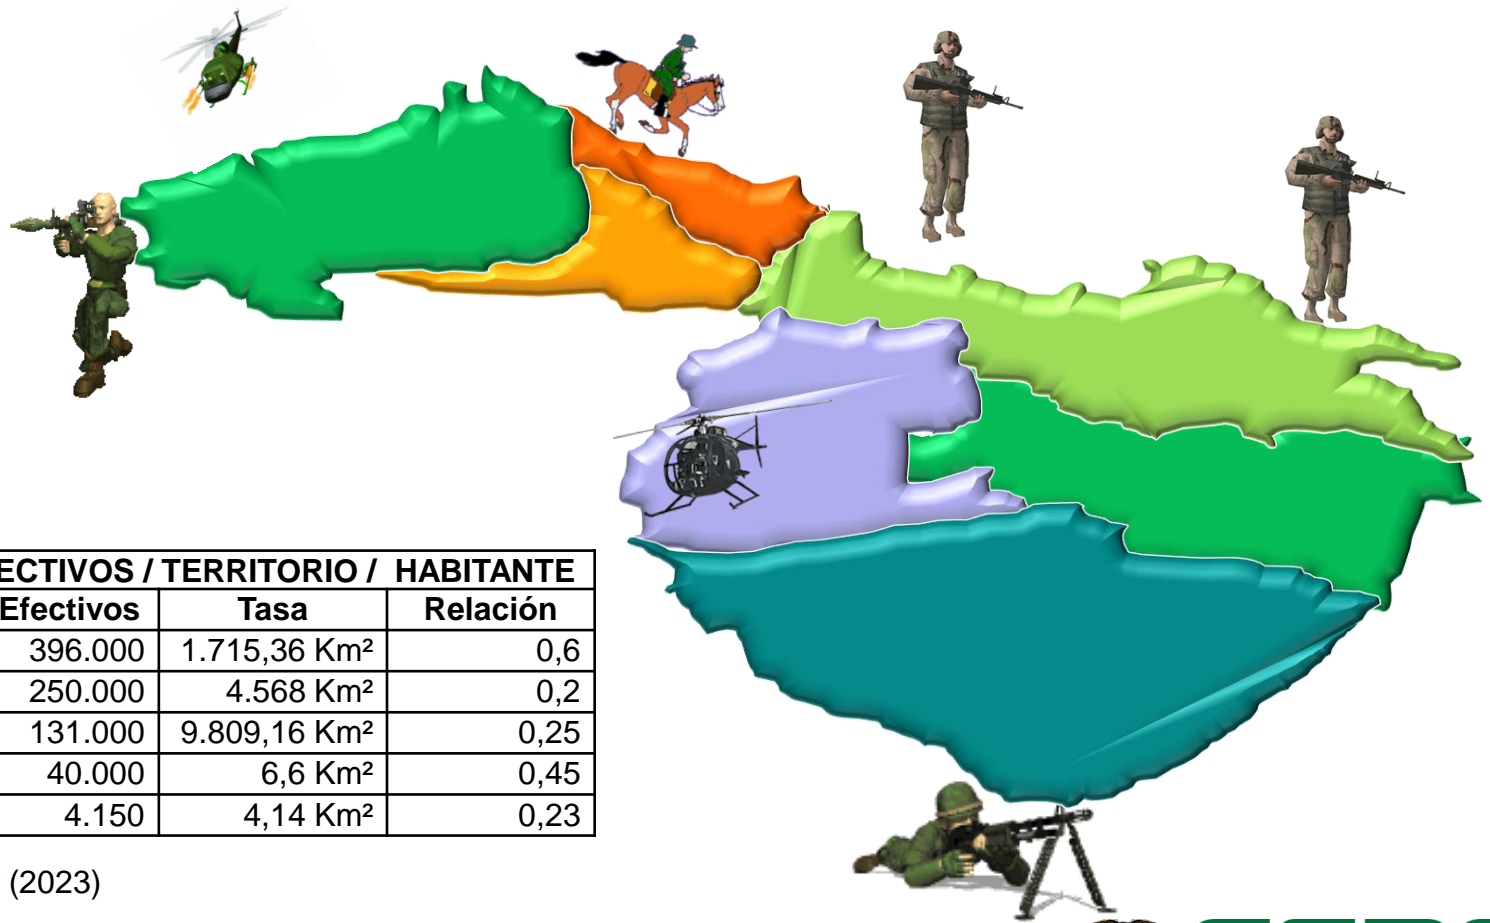 ECTIVOS / TERRITORIO / HABITANTE
Efectivos Tasa Relación
396.000 1.715,36 Km² 0,6
250.000 4.568 Km² 0,2
131.000 9.809,16 Km² 0,25
40.000 6,6 Km² 0,45
4.150 4,14 Km² 0,23
(2023)